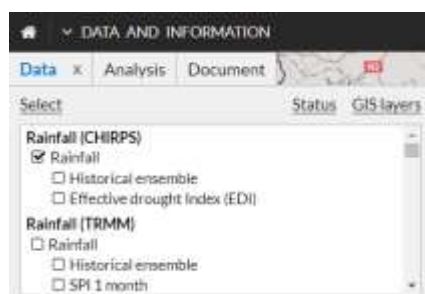 DATA AND INFORMATION
Data x Analysis Document
Select Status GIS layers
Rainfall (CHIRPS)
Rainfall
Historical ensemble
Effective drought Index (EDI)
Rainfall (TRMM)
Rainfall
Historical ensemble
SPI 1 month